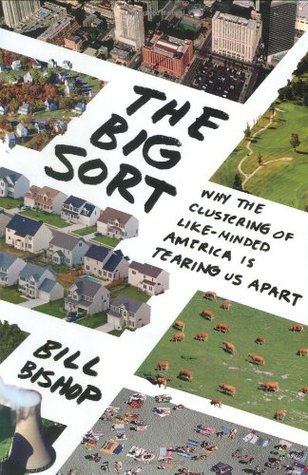 THE
BIG
SORT
WHY THE
CLUSTERING OF
LIKE-MINDED
AMERICA IS
TEARING US APART
BILL
BISHOP